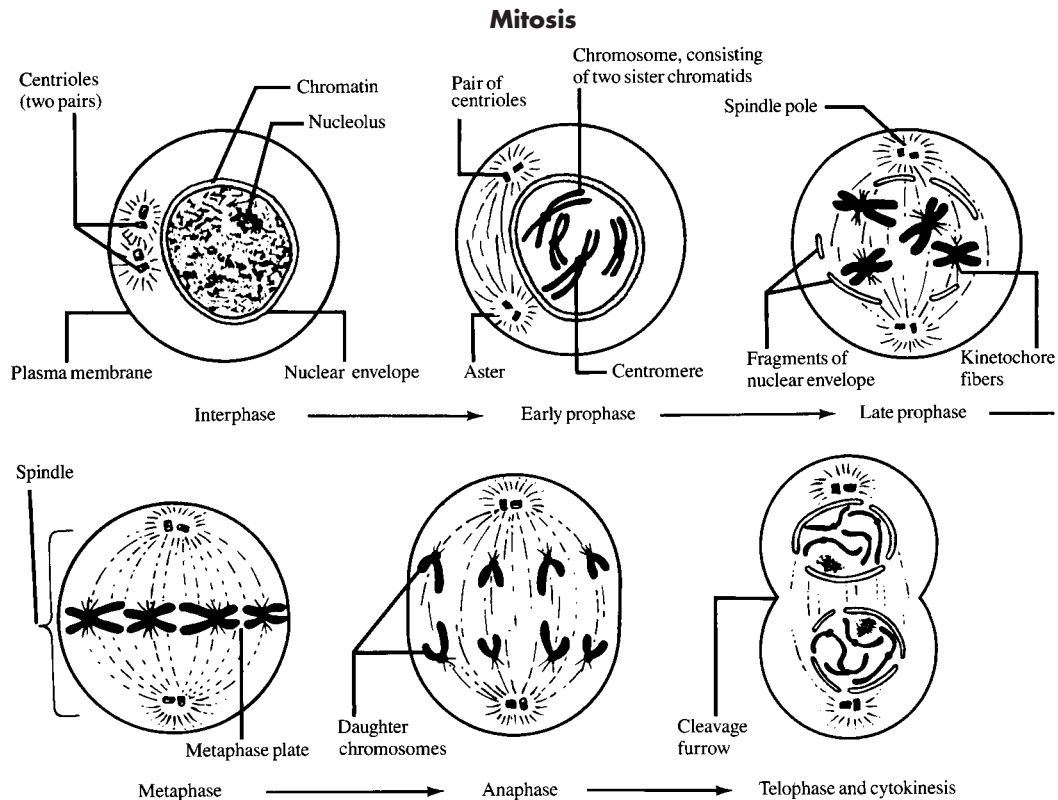 Mitosis
Centrioles
(two pairs)
Chromatin
Nucleolus
Plasma membrane
Nuclear envelope
Interphase
Pair of
centrioles
Chromosome, consisting
of two sister chromatids
Aster
Centromere
Early prophase
Spindle pole
Fragments of
nuclear envelope
Kinetochore
fibers
Late prophase
Spindle
Metaphase plate
Metaphase
Daughter
chromosomes
Anaphase
Cleavage
furrow
Telophase and cytokinesis